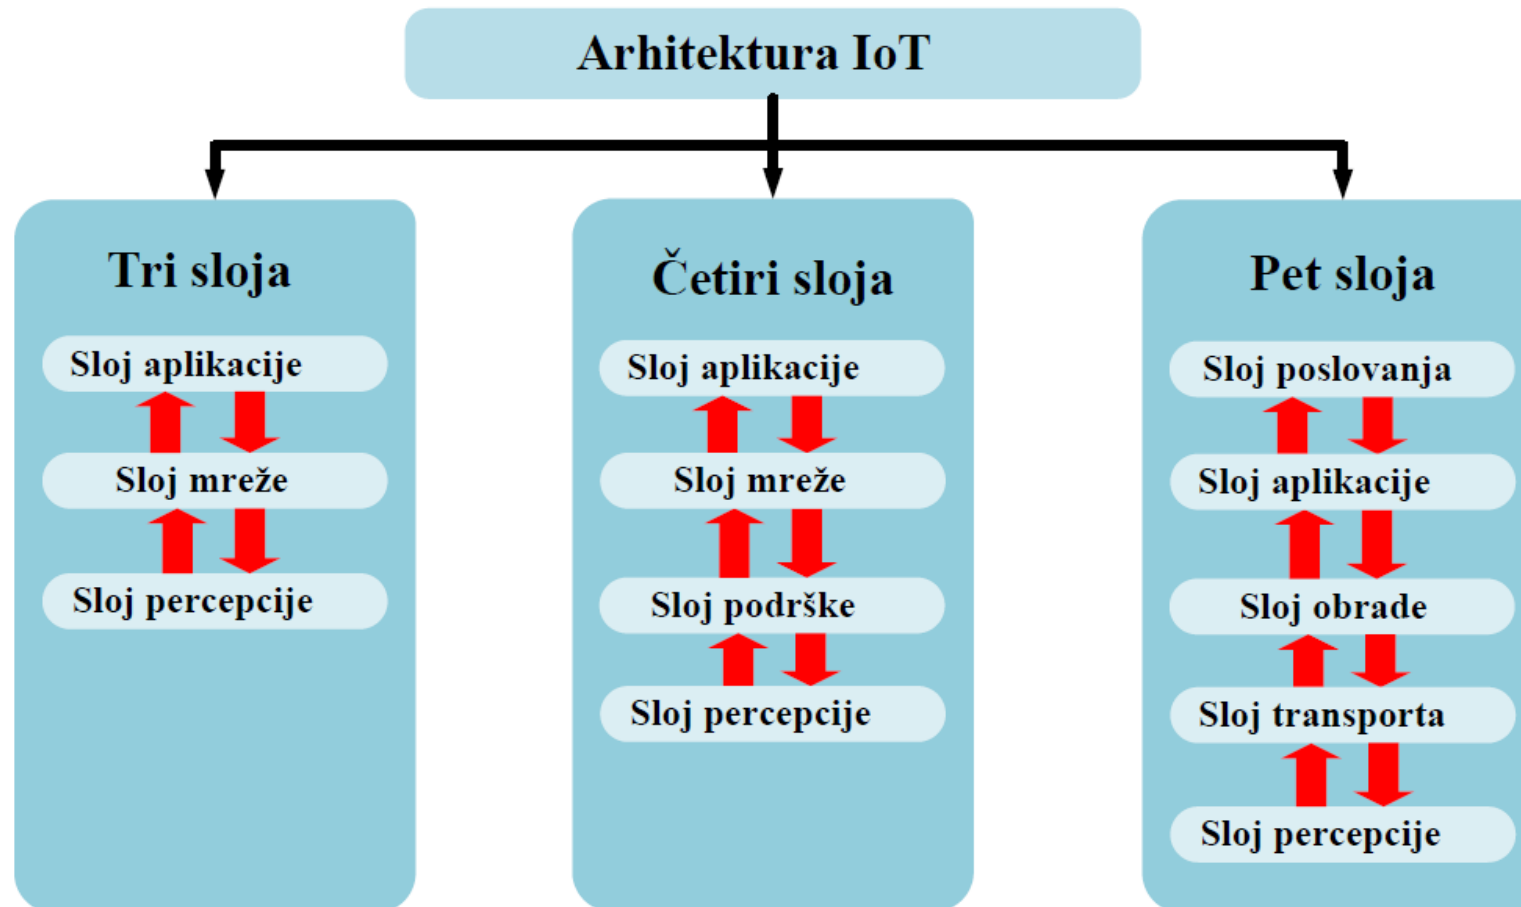 Arhitektura IoT
Tri sloja
Sloj aplikacije
Sloj mreže
Sloj percepcije
Četiri sloja
Sloj aplikacije
Sloj mreže
Sloj podrške
Sloj percepcije
Pet sloja
Sloj poslovanja
Sloj aplikacije
Sloj obrade
Sloj transporta
Sloj percepcije